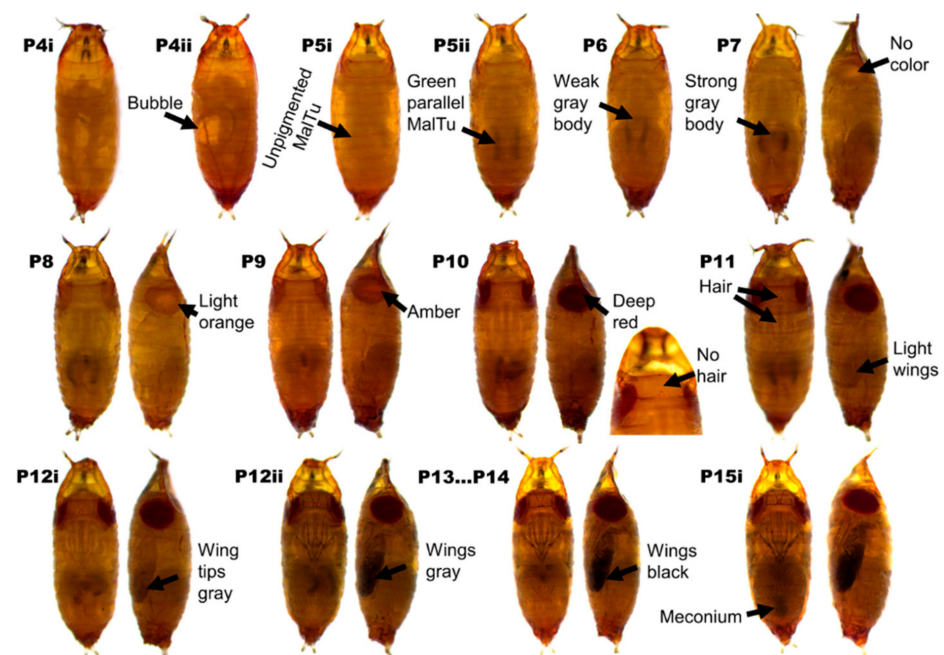 P4i
P4ii
P5i
P5ii
P6
P7
No
color
Bubble
Unpigmented
MalTu
Green
parallel
MalTu
Weak
gray
body
Strong
gray
body
P8
P9
P10
P11
Light
orange
Amber
Deep
red
No
hair
Hair
Light
wings
P12i
P12ii
P13...P14
P15i
Wing
tips
gray
Wings
gray
Wings
black
Meconium